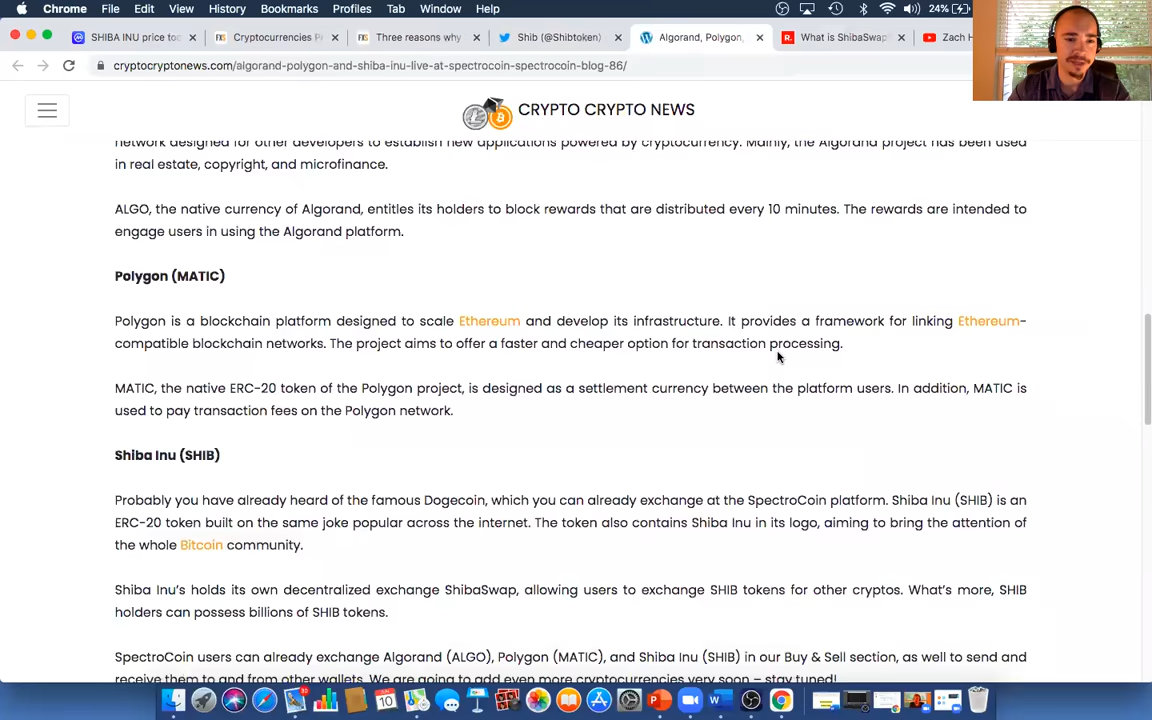 Chrome File Edit View History Bookmarks Profiles Tab Window Help 24%
SHIBA INU price to
Cryptocurrencies P
Three reasons why
Shib (@Shibtoken)
Algorand, Polygon,
What is ShibaSwap
Zach H
cryptocryptonews.com/algorand-polygon-and-shiba-inu-live-at-spectrocoin-spectrocoin-blog-86/
CRYPTO CRYPTO NEWS
network designed for other developers to establish new applications powered by cryptocurrency. Mainly, the Algorand project has been used
in real estate, copyright, and microfinance.
ALGO, the native currency of Algorand, entitles its holders to block rewards that are distributed every 10 minutes. The rewards are intended to
engage users in using the Algorand platform.
Polygon (MATIC)
Polygon is a blockchain platform designed to scale Ethereum and develop its infrastructure. It provides a framework for linking Ethereum-
compatible blockchain networks. The project aims to offer a faster and cheaper option for transaction processing.
MATIC, the native ERC-20 token of the Polygon project, is designed as a settlement currency between the platform users. In addition, MATIC is
used to pay transaction fees on the Polygon network.
Shiba Inu (SHIB)
Probably you have already heard of the famous Dogecoin, which you can already exchange at the SpectroCoin platform. Shiba Inu (SHIB) is an
ERC-20 token built on the same joke popular across the internet. The token also contains Shiba Inu in its logo, aiming to bring the attention of
the whole Bitcoin community.
Shiba Inu's holds its own decentralized exchange ShibaSwap, allowing users to exchange SHIB tokens for other cryptos. What's more, SHIB
holders can possess billions of SHIB tokens.
SpectroCoin users can already exchange Algorand (ALGO), Polygon (MATIC), and Shiba Inu (SHIB) in our Buy & Sell section, as well to send and
receive them to and from other wallets. We are going to add even more cryptocurrencies very soon – stay tuned!
10